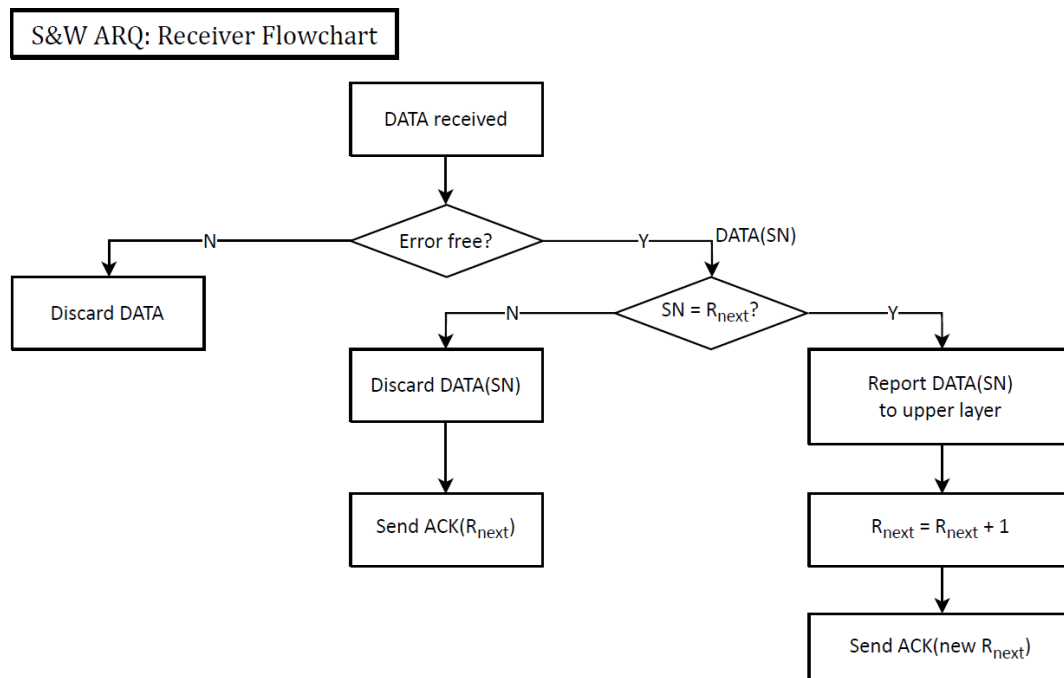 S&W ARQ: Receiver Flowchart
DATA received
Error free?
N
Y
DATA(SN)
Discard DATA
SN = Rnext?
N
Y
Discard DATA(SN)
Report DATA(SN)
to upper layer
Send ACK(Rnext)
Rnext = Rnext + 1
Send ACK(new Rnext)